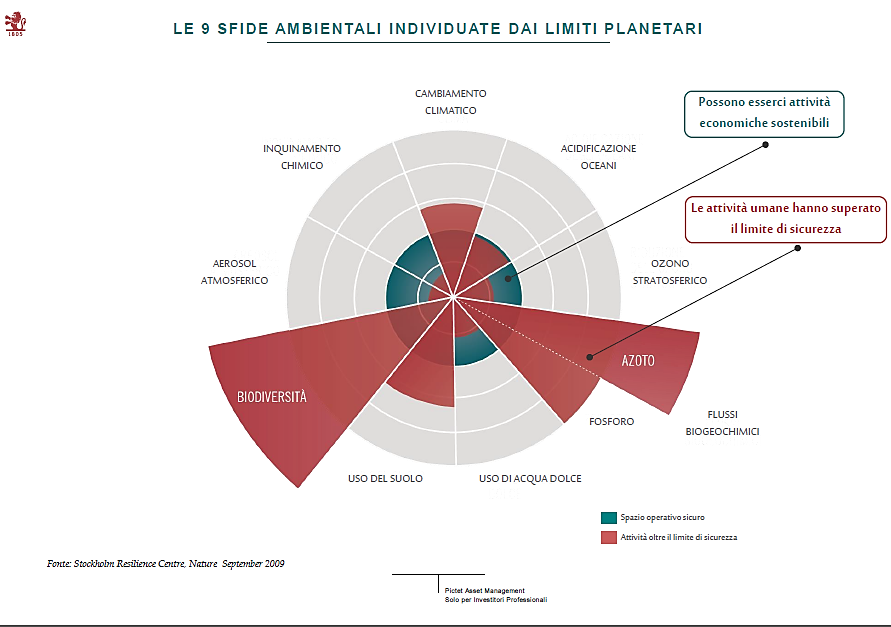 1805
LE 9 SFIDE AMBIENTALI INDIVIDUATE DAI LIMITI PLANETARI
CAMBIAMENTO
CLIMATICO
Possono esserci attività
economiche sostenibili
INQUINAMENTO
CHIMICO
ACIDIFICAZIONE
OCEANI
Le attività umane hanno superato
il limite di sicurezza
AEROSOL
ATMOSFERICO
OZONO
STRATOSFERICO
AZOTO
BIODIVERSITÀ
FOSFORO
FLUSSI
BIOGEOCHIMICI
USO DEL SUOLO
USO DI ACQUA DOLCE
Spazio operativo sicuro
Attività oltre il limite di sicurezza
Fonte: Stockholm Resilience Centre, Nature September 2009
Pictet Asset Management
Solo per Investitori Professionali